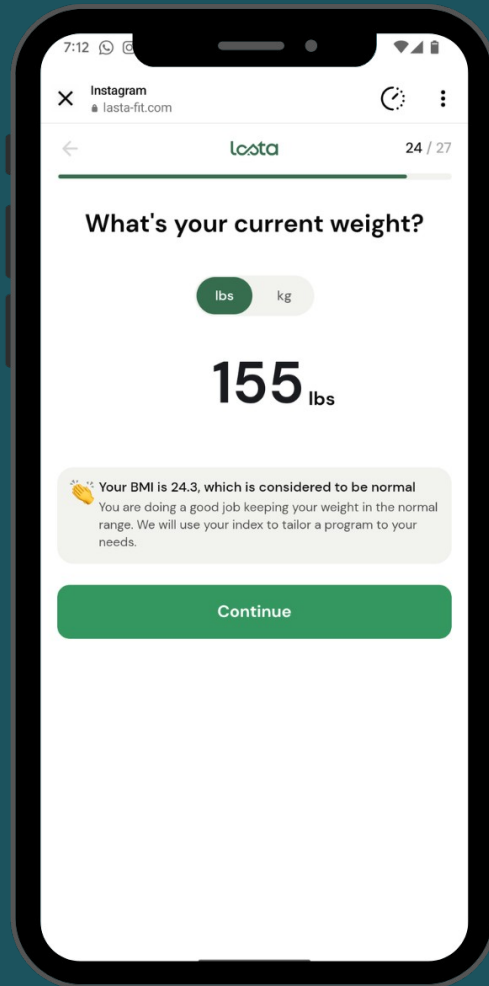 7:12
Instagram
lasta-fit.com
lasta
24 / 27
What's your current weight?
lbs kg
155 lbs
Your BMI is 24.3, which is considered to be normal
You are doing a good job keeping your weight in the normal
range. We will use your index to tailor a program to your
needs.
Continue